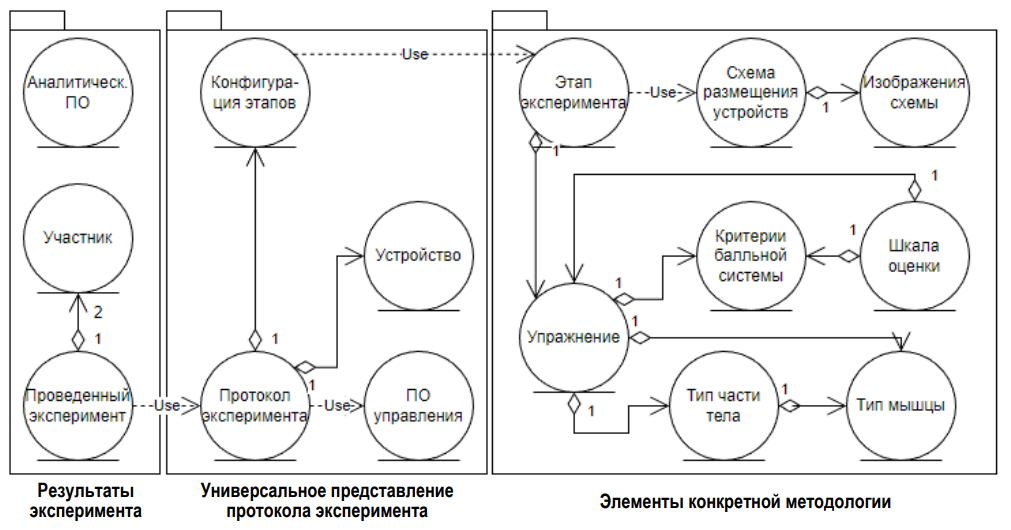 Аналитическ.
ПО
Участник
2
1
Проведенный
эксперимент
Use
Результаты
эксперимента
Конфигура-
ция этапов
Use
Устройство
1
1
Протокол
эксперимента
Use
ПО
управления
Универсальное представление
протокола эксперимента
Этап
эксперимента
Use
Схема
размещения
устройств
1
Изображения
схемы
1
1
Критерии
балльной
системы
1
Шкала
оценки
1
Упражнение
1
1
Тип части
тела
1
Тип мышцы
Элементы конкретной методологии